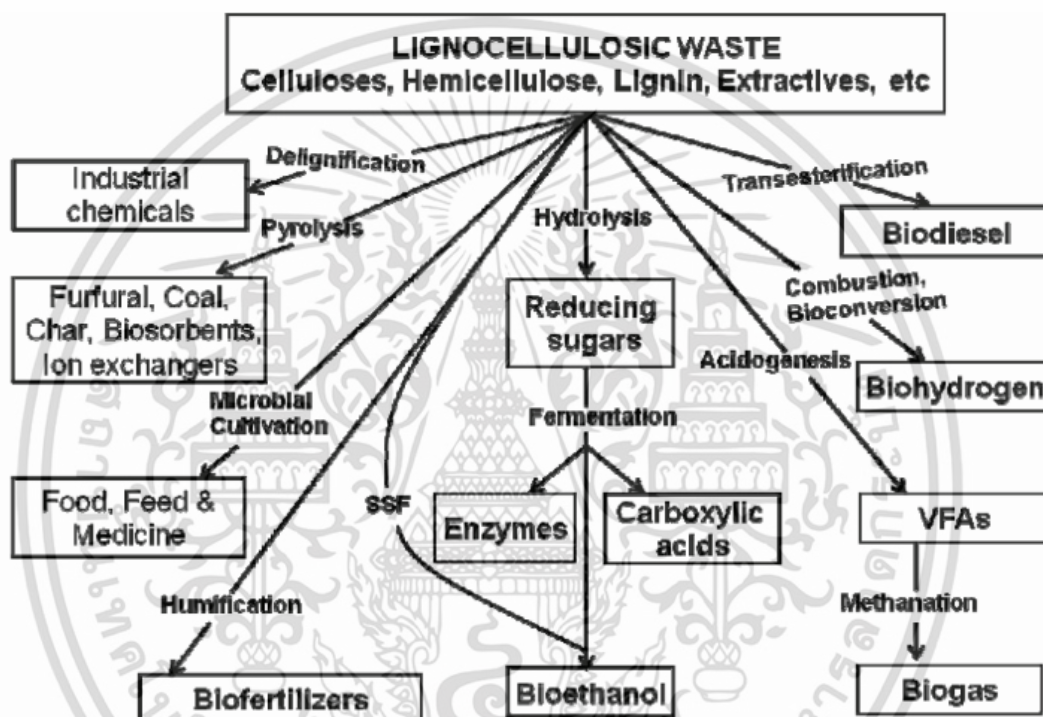 LIGNOCELLULOSIC WASTE
Celluloses, Hemicellulose, Lignin, Extractives, etc
Delignification
Transesterification
Industrial
chemicals
Hydrolysis
Pyrolysis
Biodiesel
Combustion,
Bioconversion
Furfural, Coal,
Char, Biosorbents,
Ion exchangers
Reducing
sugars
Acidogenesis
Biohydrogen
Microbial
Cultivation
Fermentation
Food, Feed &
Medicine
SSF
Enzymes
Carboxylic
acids
VFAs
Humification
Methanation
Biofertilizers
Bioethanol
Biogas